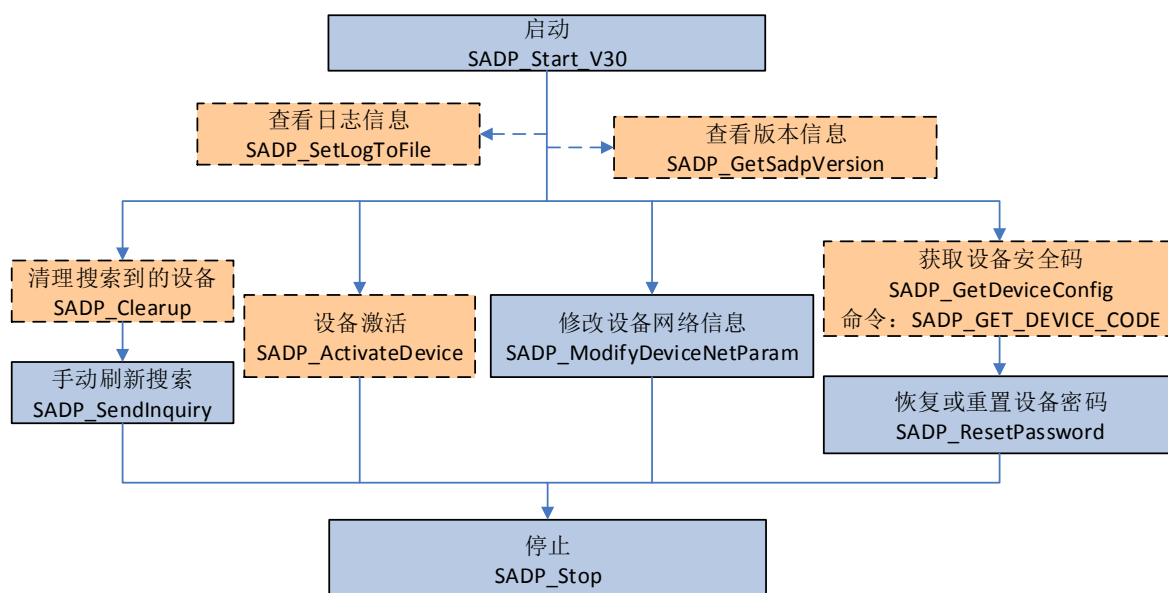 启动
SADP_Start_V30
查看日志信息
SADP_SetLogToFile
查看版本信息
SADP_GetSadpVersion
清理搜索到的设备
SADP_Clearup
手动刷新搜索
SADP_SendInquiry
设备激活
SADP_ActivateDevice
修改设备网络信息
SADP_ModifyDeviceNetParam
获取设备安全码
SADP_GetDeviceConfig
命令：SADP_GET_DEVICE_CODE
恢复或重置设备密码
SADP_ResetPassword
停止
SADP_Stop